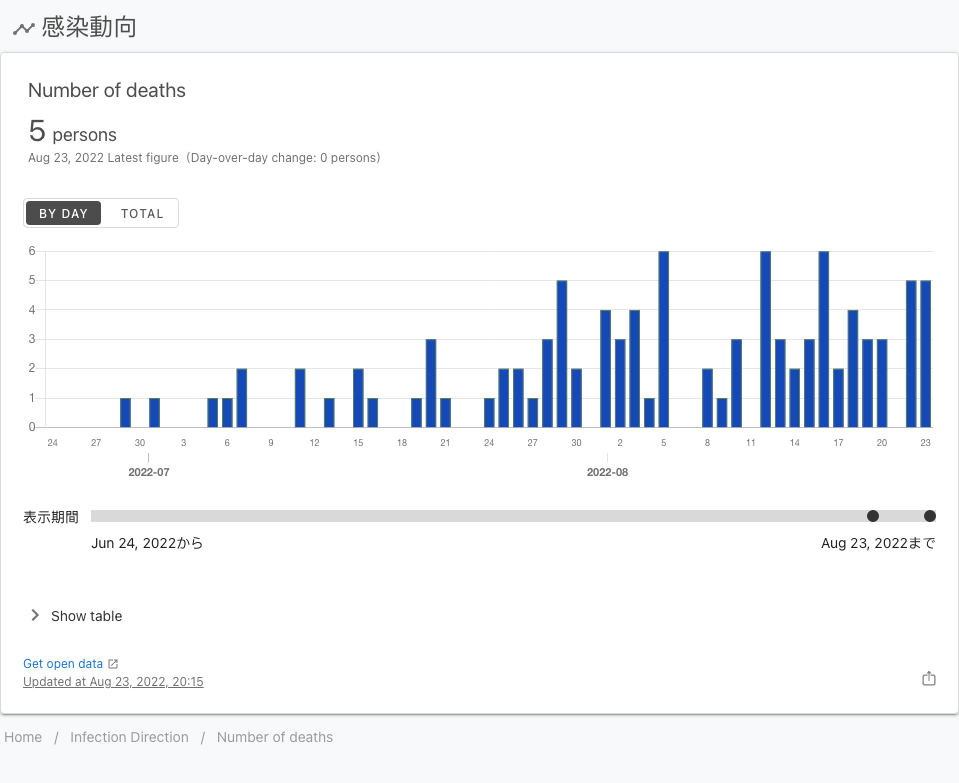 感染動向
Number of deaths
5 persons
Aug 23, 2022 Latest figure (Day-over-day change: 0 persons)
BY DAY TOTAL
6
5
4
3
2
1
0
24 27 30 3 6 9 12 15 18 21 24 27 30 2 5 8 11 14 17 20 23
2022-07 2022-08
表示期間
Jun 24, 2022から Aug 23, 2022まで
Show table
Get open data
Updated at Aug 23, 2022, 20:15
Home / Infection Direction / Number of deaths